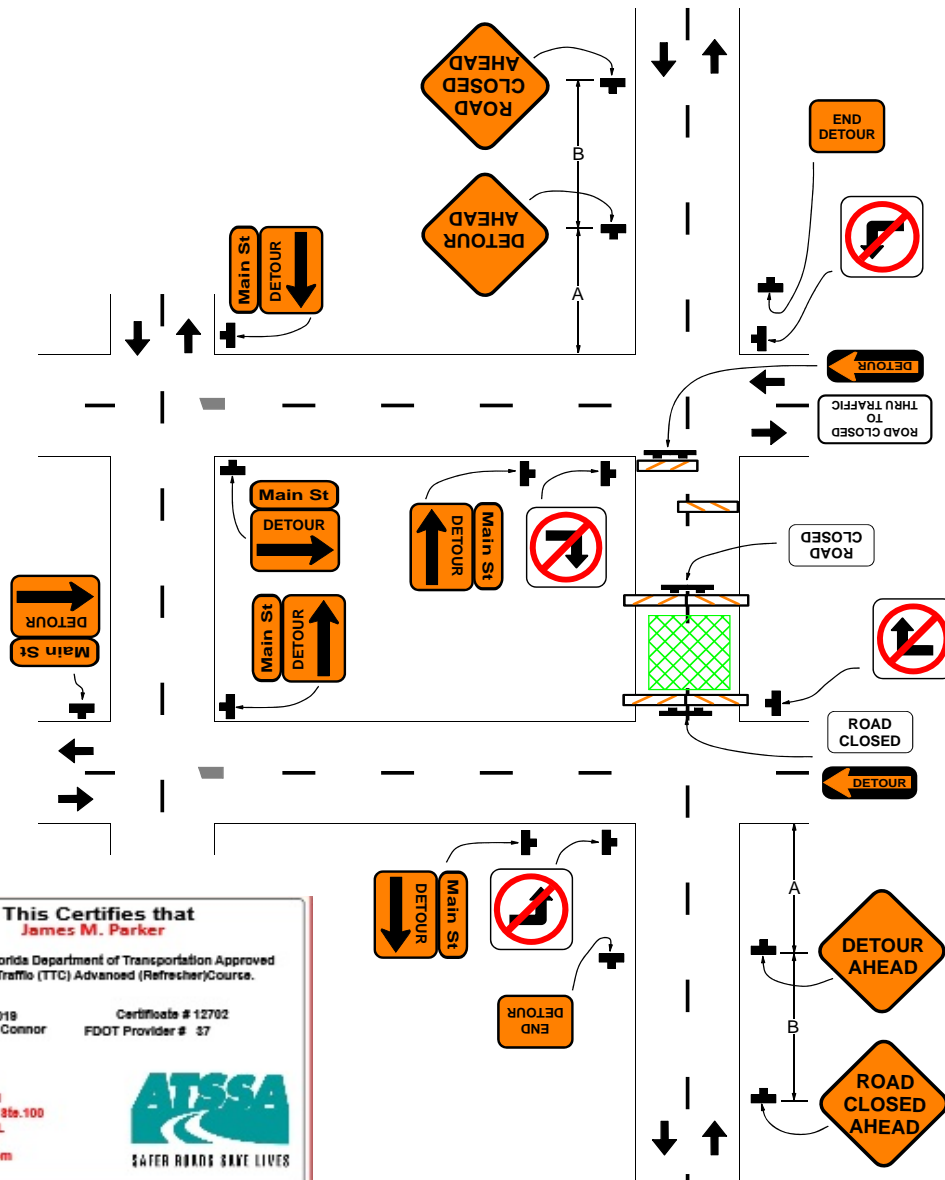 ROAD
CLOSED
AHEAD
B
DETOUR
AHEAD
A
END
DETOUR
Main St
DETOUR
DETOUR
ROAD CLOSED
TO
THRU TRAFFIC
Main St
DETOUR
DETOUR
Main St
ROAD
CLOSED
DETOUR
Main St
Main St
DETOUR
ROAD
CLOSED
DETOUR
DETOUR
Main St
END
DETOUR
A
DETOUR
AHEAD
B
ROAD
CLOSED
AHEAD
This Certifies that
James M. Parker
orida Department of Transportation Approved
Traffic (TTC) Advanced (Refresher)Course.
019
Certificate # 12702
Connor
FDOT Provider # 37
Ste.100
ATSSA
SAFER ROADS SAVE LIVES